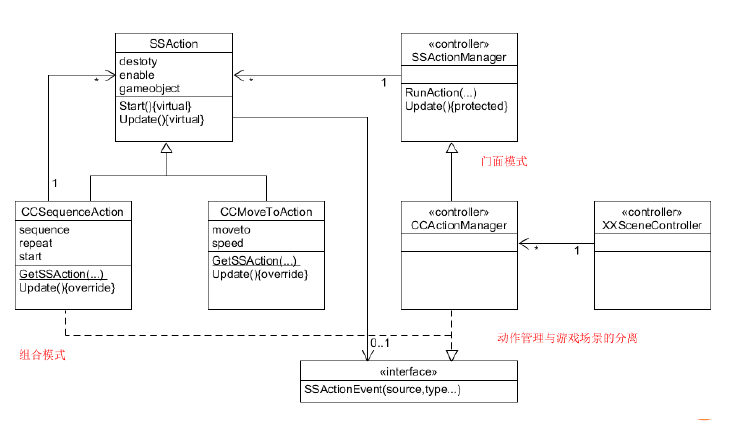 SSAction
destoty
enable
gameobject
Start(){virtual}
Update(){virtual}
«controller»
SSActionManager
RunAction(...)
Update(){protected}
*
*
1
门面模式
1
CCSequenceAction
sequence
repeat
start
GetSSAction(...)
Update(){override}
CCMoveToAction
moveto
speed
GetSSAction(...)
Update(){override}
«controller»
CCActionManager
«controller»
XXSceneController
*
1
组合模式
0..1
动作管理与游戏场景的分离
«interface»
SSActionEvent(source,type...)